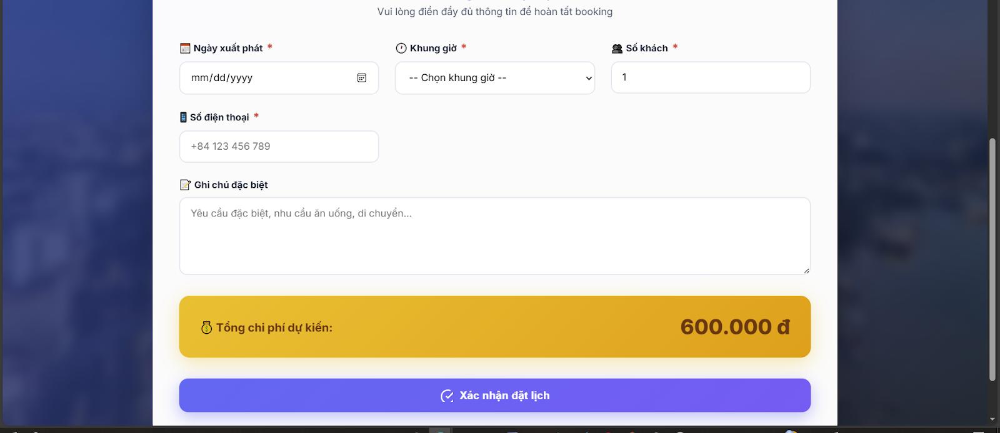 Vui lòng điền đầy đủ thông tin để hoàn tất booking
Ngày xuất phát *
Khung giờ *
Số khách *
mm/dd/yyyy
-- Chọn khung giờ --
1
Số điện thoại *
+84 123 456 789
Ghi chú đặc biệt
Yêu cầu đặc biệt, nhu cầu ăn uống, di chuyển...
Tổng chi phí dự kiến:
600.000 đ
Xác nhận đặt lịch